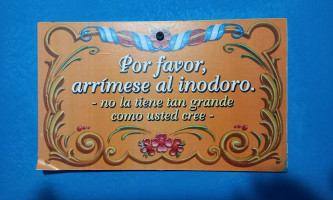 Por favor,
arrímese al inodoro.
- no la tiene tan grande
como usted cree -